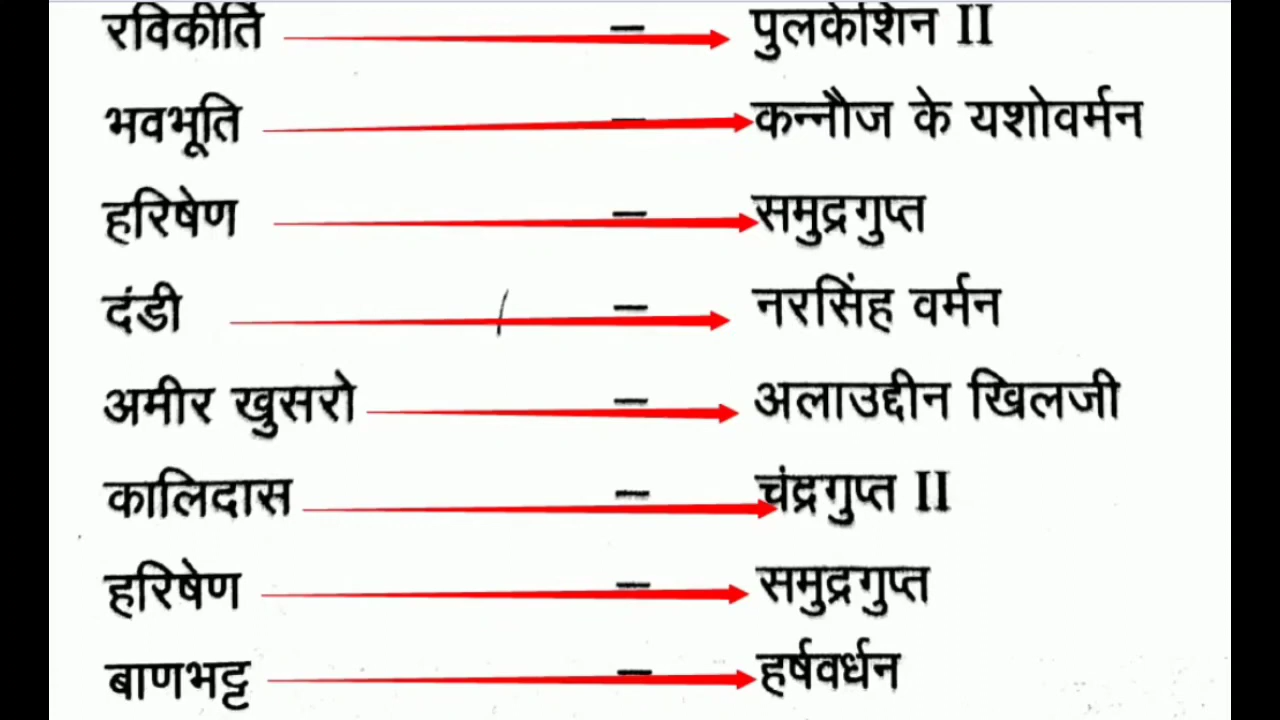 रविकीर्ति – पुलकेशिन II
भवभूति – कन्नौज के यशोवर्मन
हरिषेण – समुद्रगुप्त
दंडी – नरसिंह वर्मन
अमीर खुसरो – अलाउद्दीन खिलजी
कालिदास – चंद्रगुप्त II
हरिषेण – समुद्रगुप्त
बाणभट्ट – हर्षवर्धन